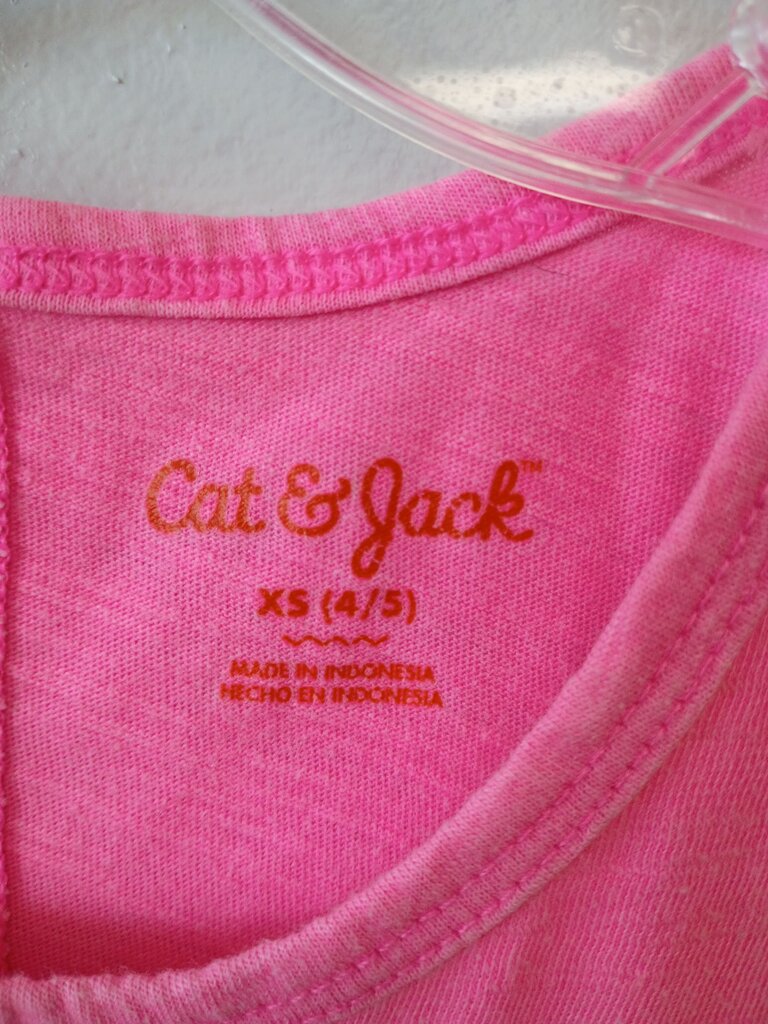 Cat & Jack™
XS (4/5)
MADE IN INDONESIA
HECHO EN INDONESIA